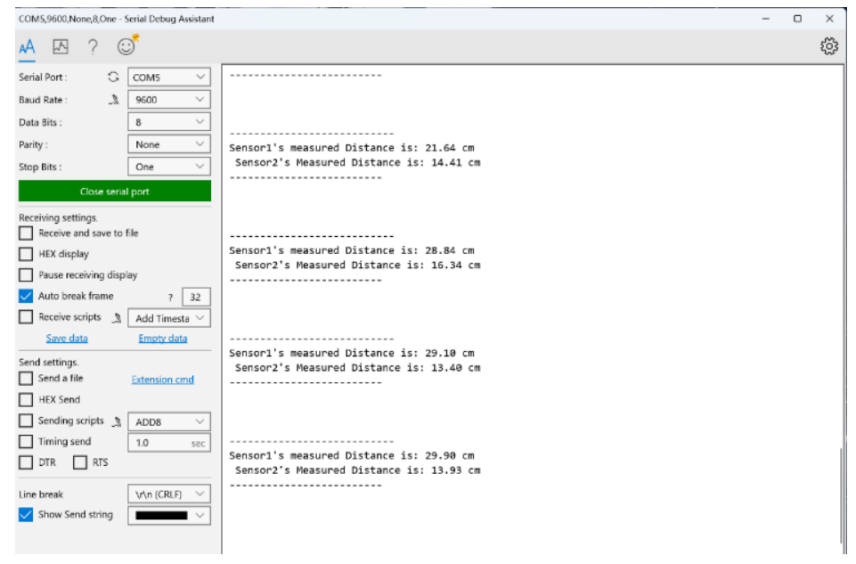 COM5,9600,None,8,One - Serial Debug Assistant
AA
?
Serial Port : COM5
Baud Rate : 9600
Data Bits : 8
Parity : None
Stop Bits : One
Close serial port
Receiving settings.
Receive and save to file
HEX display
Pause receiving display
Auto break frame ? 32
Receive scripts Add Timesta
Save data Empty data
Send settings.
Send a file Extension cmd
HEX Send
Sending scripts ADD8
Timing send 1.0 sec
DTR RTS
Line break \r\n (CRLF)
Show Send string
-------------------------
---------------------------
Sensor1's measured Distance is: 21.64 cm
Sensor2's Measured Distance is: 14.41 cm
-------------------------
---------------------------
Sensor1's measured Distance is: 28.84 cm
Sensor2's Measured Distance is: 16.34 cm
-------------------------
---------------------------
Sensor1's measured Distance is: 29.10 cm
Sensor2's Measured Distance is: 13.40 cm
-------------------------
---------------------------
Sensor1's measured Distance is: 29.90 cm
Sensor2's Measured Distance is: 13.93 cm
-------------------------